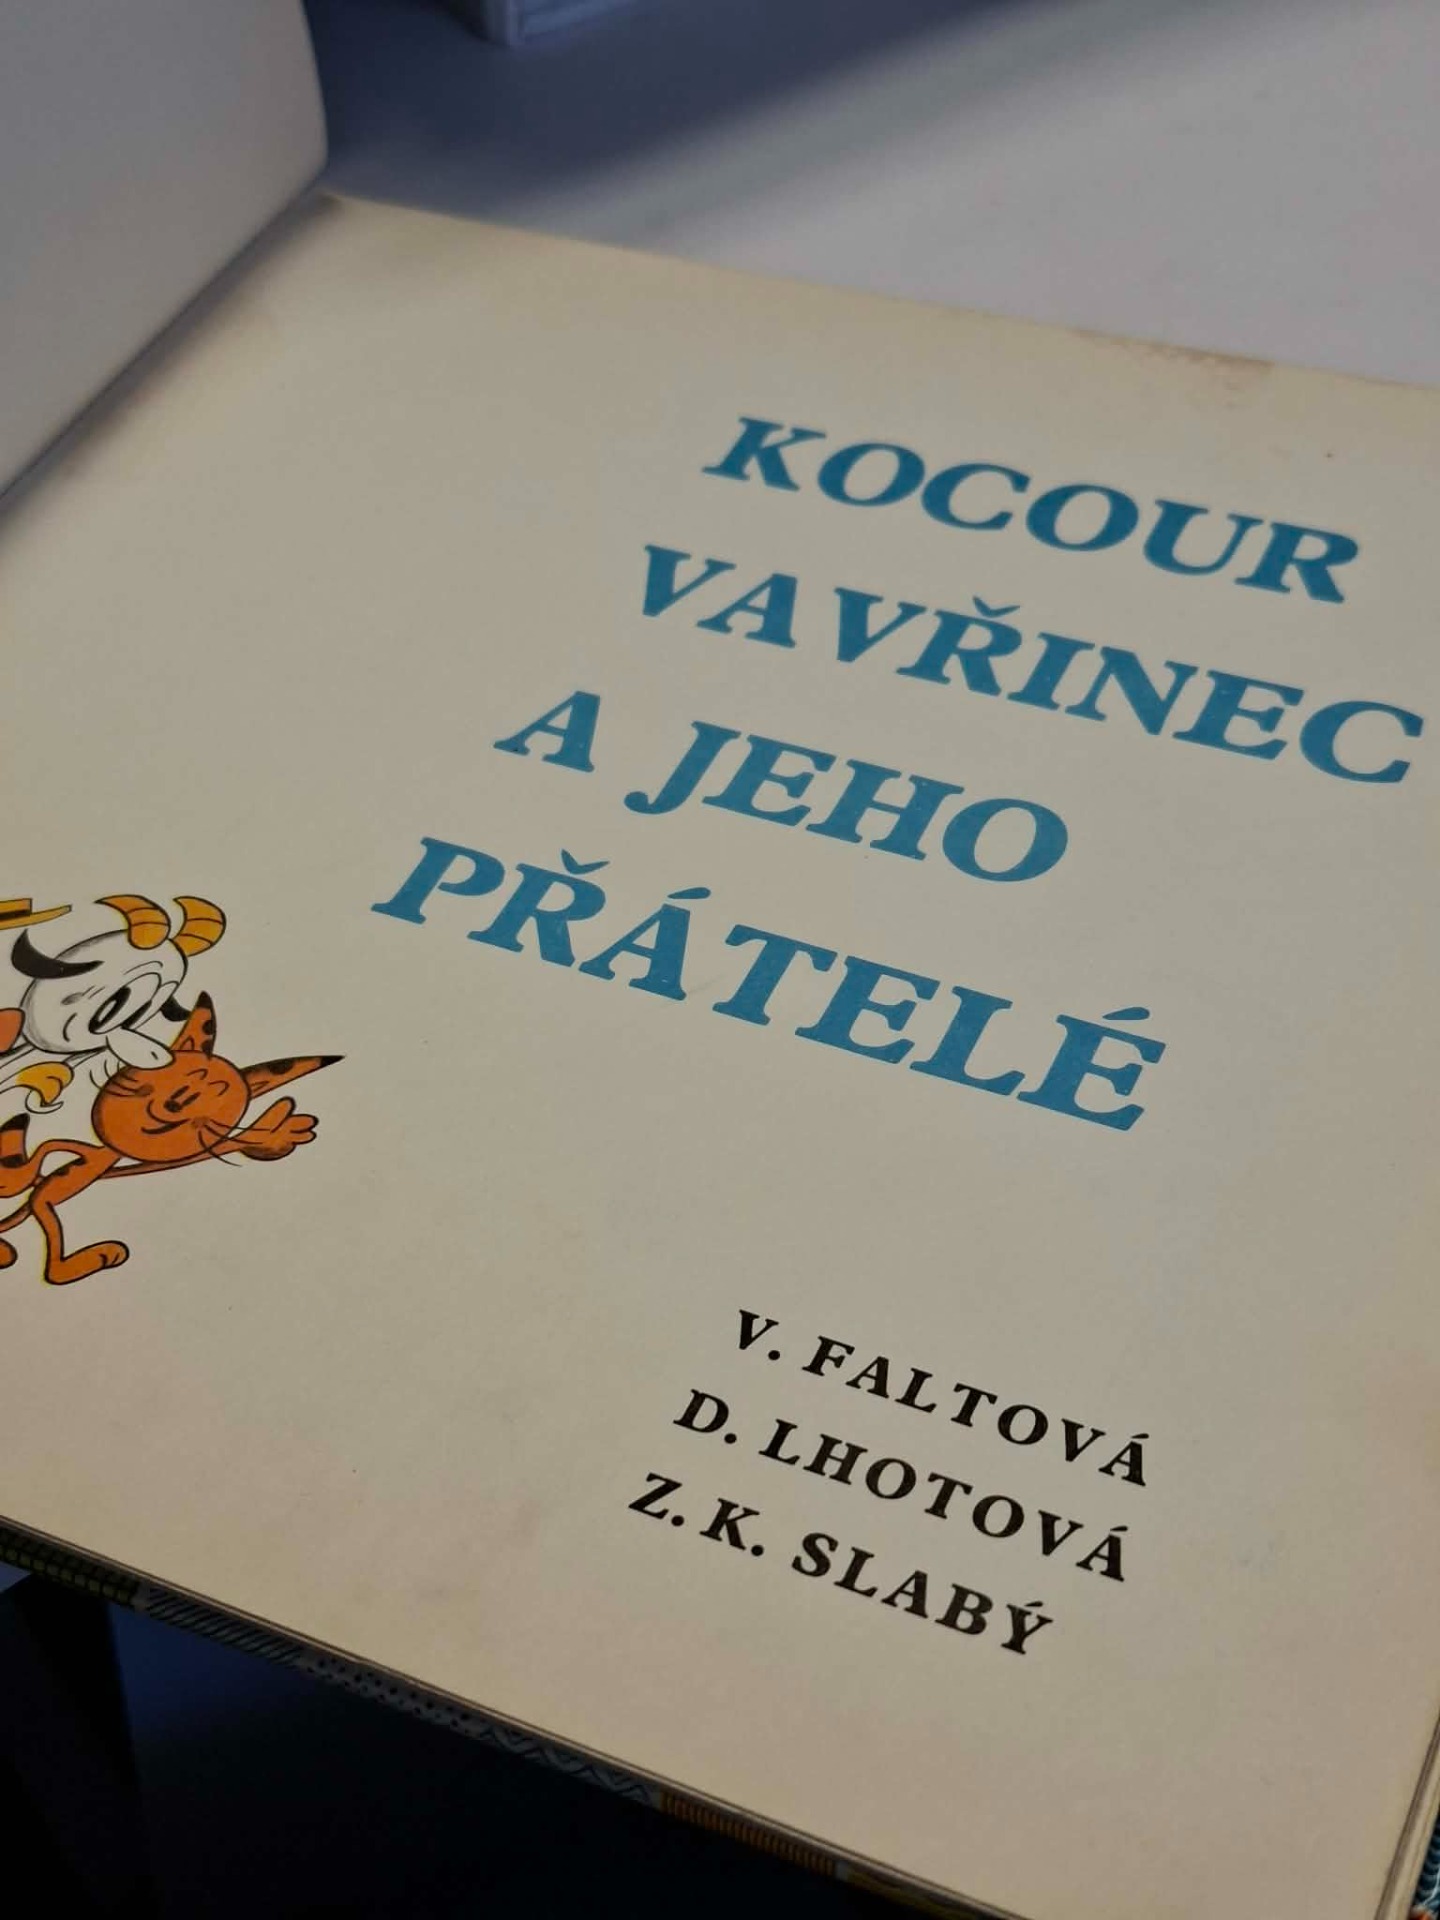 KOCOUR
VAVŘINEC
A JEHO
PŘÁTELÉ
V. FALTOVÁ
D. LHOTOVÁ
Z. K. SLABÝ